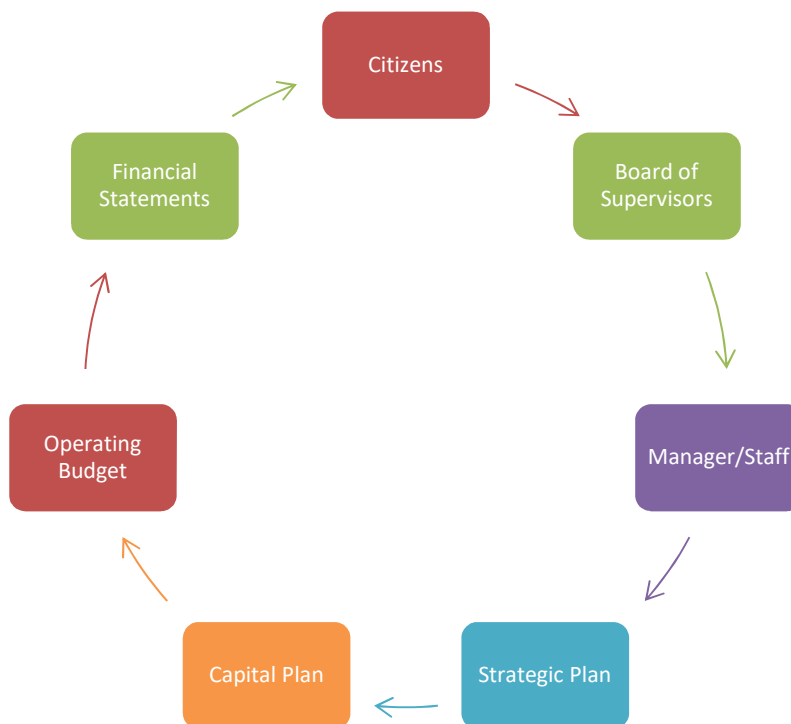 Citizens
Board of
Supervisors
Manager/Staff
Strategic Plan
Capital Plan
Operating
Budget
Financial
Statements